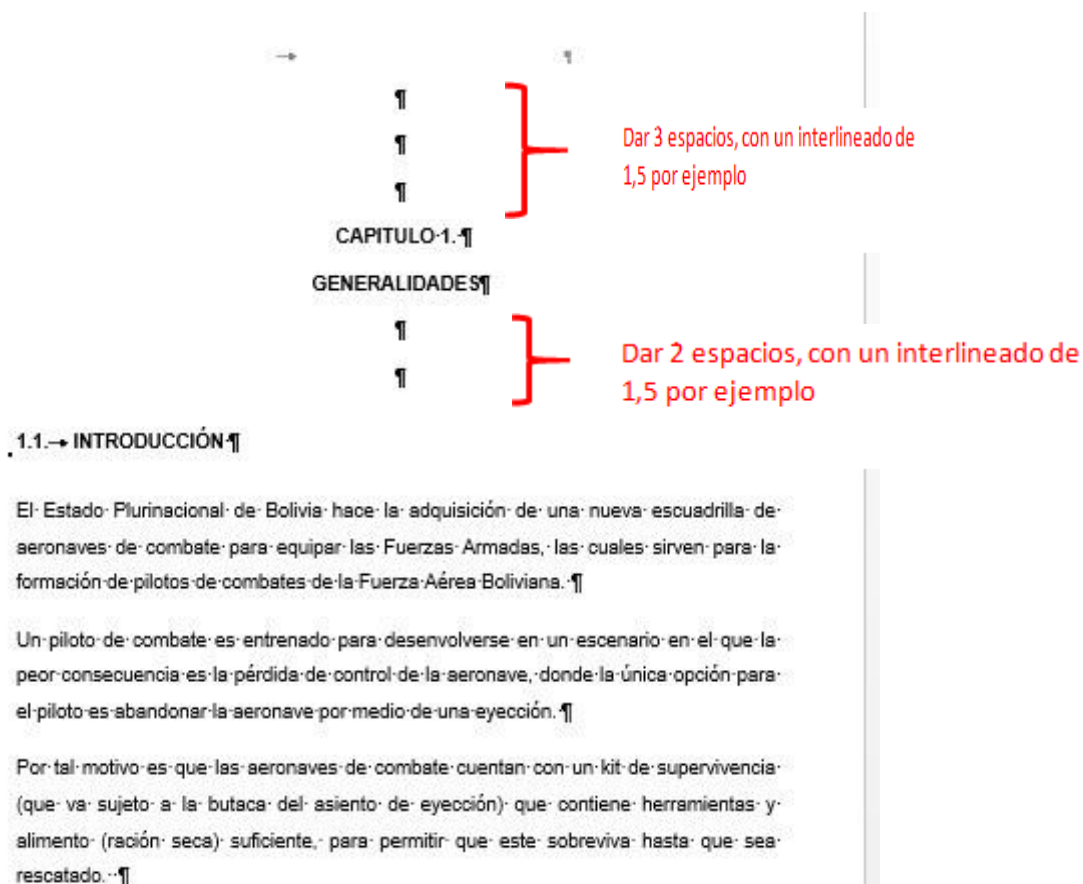 → ¶
¶
¶
¶
Dar 3 espacios, con un interlineado de
1,5 por ejemplo
CAPITULO·1.·¶
GENERALIDADES¶
¶
¶
Dar 2 espacios, con un interlineado de
1,5 por ejemplo
1.1.→ INTRODUCCIÓN·¶
El· Estado· Plurinacional· de· Bolivia· hace· la· adquisición· de· una· nueva· escuadrilla· de·
aeronaves· de· combate· para· equipar· las· Fuerzas· Armadas,· las· cuales· sirven· para· la·
formación·de·pilotos·de·combates·de·la·Fuerza·Aérea·Boliviana.·¶
Un·piloto·de·combate·es·entrenado·para·desenvolverse·en·un·escenario·en·el·que·la·
peor·consecuencia·es·la·pérdida·de·control·de·la·aeronave,·donde·la·única·opción·para·
el·piloto·es·abandonar·la·aeronave·por·medio·de·una·eyección.·¶
Por·tal·motivo·es·que·las·aeronaves·de·combate·cuentan·con·un·kit·de·supervivencia·
(que· va· sujeto· a· la· butaca· del· asiento· de· eyección)· que· contiene· herramientas· y·
alimento· (ración· seca)· suficiente,· para· permitir· que· este· sobreviva· hasta· que· sea·
rescatado.··¶